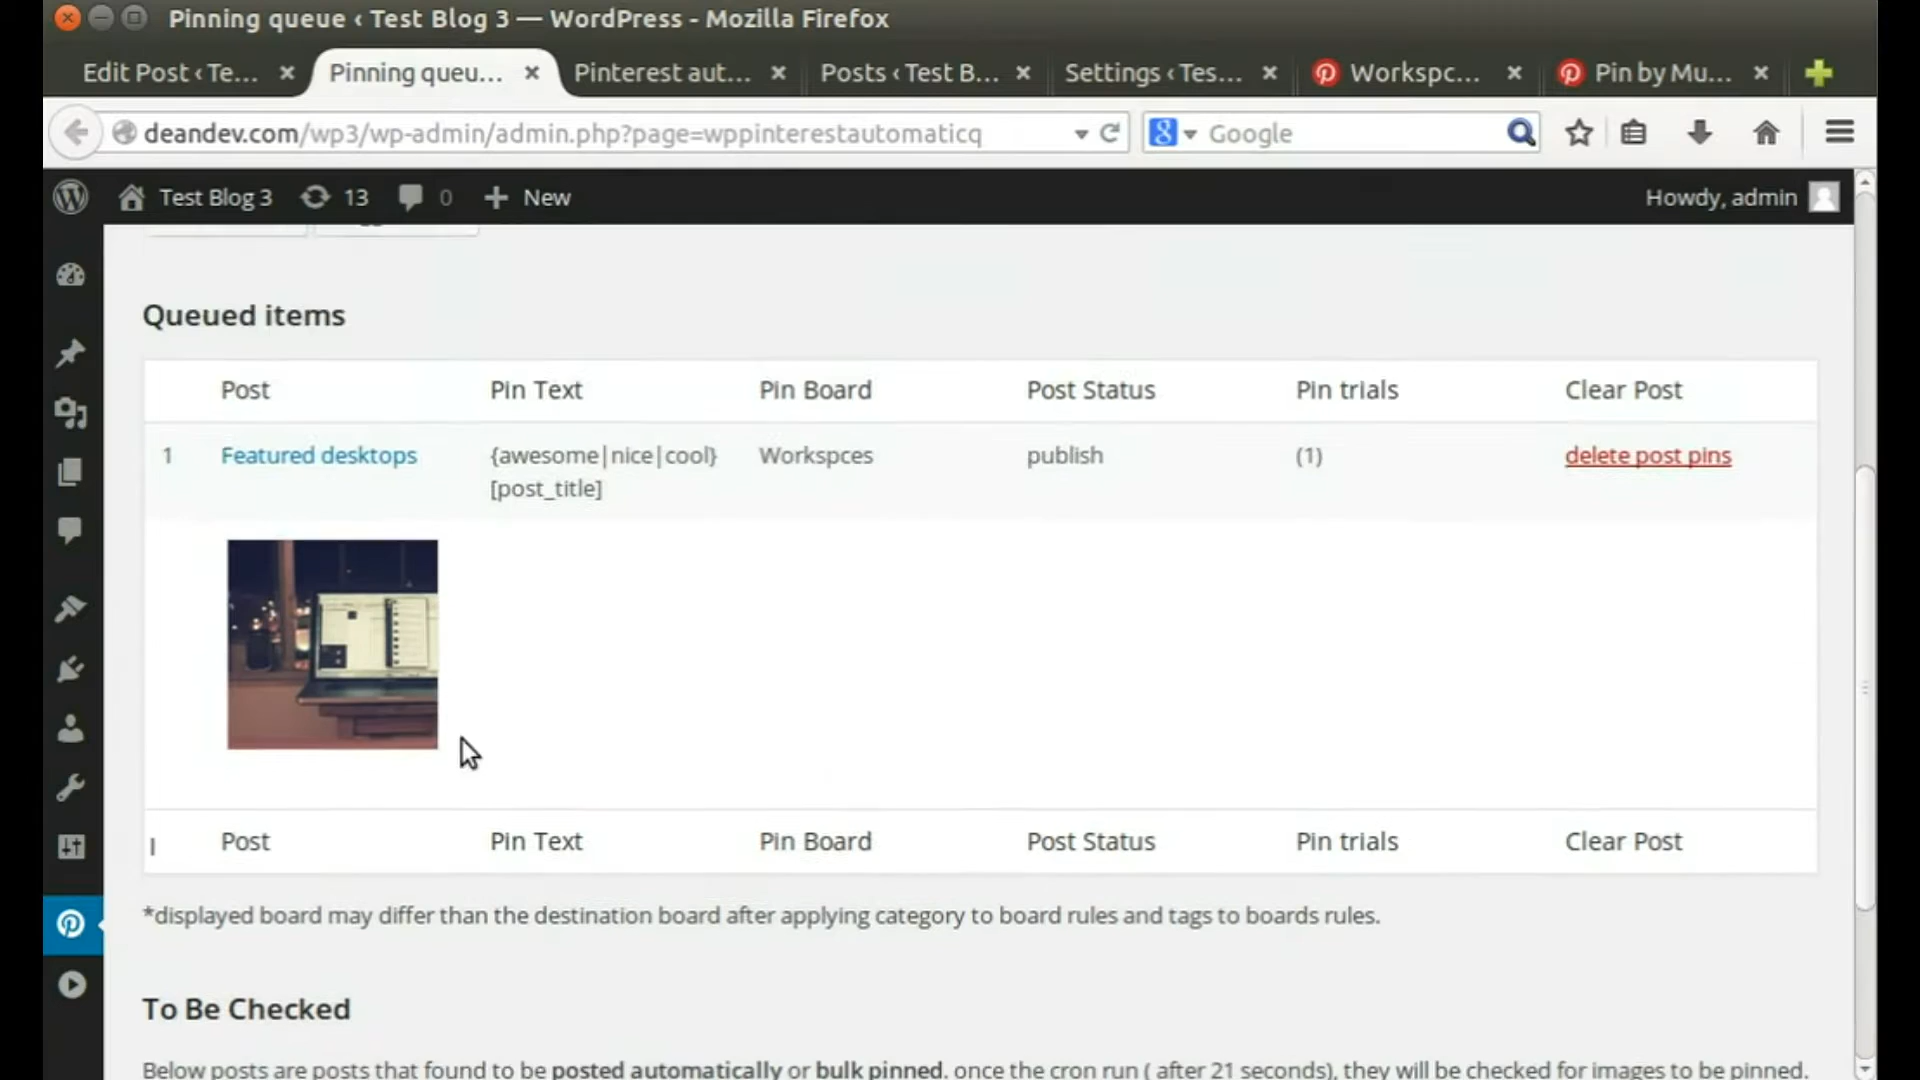 Pinning queue ‹ Test Blog 3 — WordPress - Mozilla Firefox
Edit Post ‹ Te... Pinning queu... Pinterest aut... Posts ‹ Test B... Settings ‹ Tes... Workspc... Pin by Mu...
deandev.com/wp3/wp-admin/admin.php?page=wppinterestautomaticq Google
Test Blog 3 13 0 New Howdy, admin
Queued items
Post Pin Text Pin Board Post Status Pin trials Clear Post
1 Featured desktops {awesome|nice|cool} Workspces publish (1) delete post pins
[post_title]
Post Pin Text Pin Board Post Status Pin trials Clear Post
*displayed board may differ than the destination board after applying category to board rules and tags to boards rules.
To Be Checked
Below posts are posts that found to be posted automatically or bulk pinned. once the cron run ( after 21 seconds), they will be checked for images to be pinned.